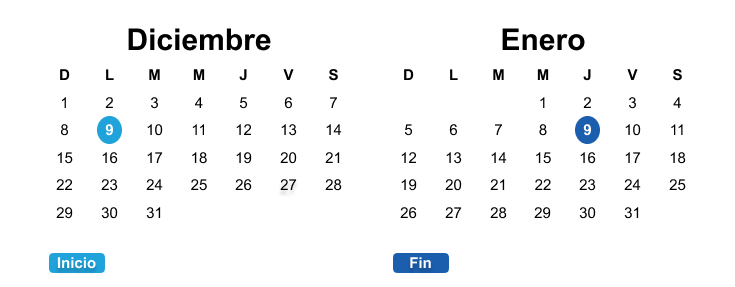 Diciembre
D L M M J V S
1 2 3 4 5 6 7
8 9 10 11 12 13 14
15 16 17 18 19 20 21
22 23 24 25 26 27 28
29 30 31
Inicio
Enero
D L M M J V S
1 2 3 4
5 6 7 8 9 10 11
12 13 14 15 16 17 18
19 20 21 22 23 24 25
26 27 28 29 30 31
Fin